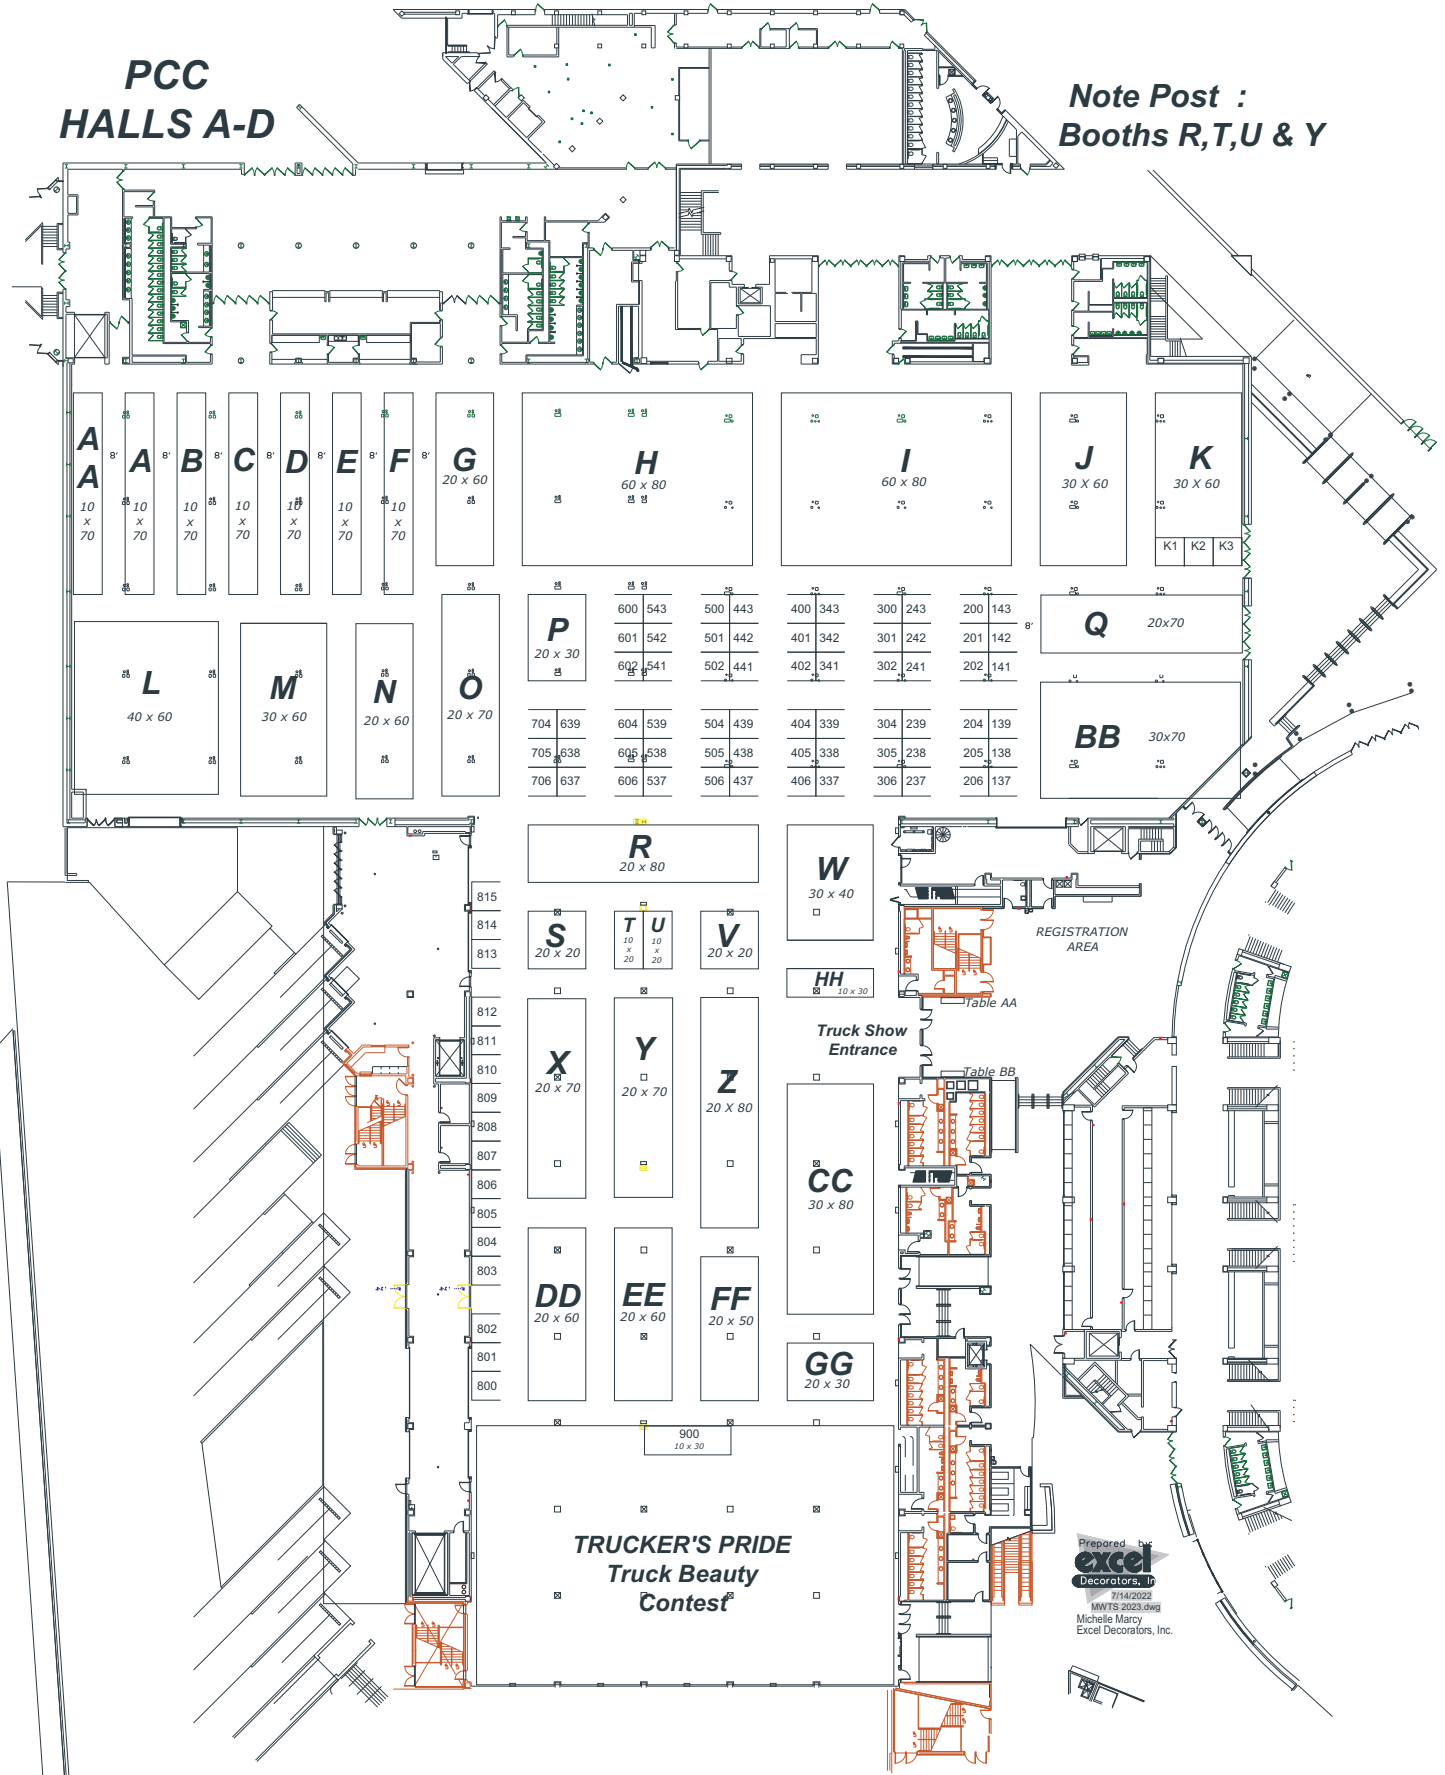 PCC
HALLS A-D
Note Post :
Booths R,T,U & Y
A
A
10
x
70
8'
A
10
x
70
8'
B
10
x
70
8'
C
10
x
70
8'
D
10
x
70
8'
E
10
x
70
8'
F
10
x
70
8'
G
20 x 60
H
60 x 80
I
60 x 80
J
30 X 60
K
30 X 60
K1 K2 K3
L
40 x 60
M
30 x 60
N
20 x 60
O
20 x 70
P
20 x 30
600 543
601 542
602 541
500 443
501 442
502 441
400 343
401 342
402 341
300 243
301 242
302 241
200 143
201 142
202 141
8'
Q 20x70
BB 30x70
704 639
705 638
706 637
604 539
605 538
606 537
504 439
505 438
506 437
404 339
405 338
406 337
304 239
305 238
306 237
204 139
205 138
206 137
R
20 x 80
W
30 x 40
815
814
813
S
20 x 20
T
10
x
20
U
10
x
20
V
20 x 20
HH
10 x 30
REGISTRATION
AREA
Table AA
Truck Show
Entrance
Table BB
812
811
810
809
808
807
806
805
804
803
802
801
800
X
20 x 70
Y
20 x 70
Z
20 X 80
CC
30 x 80
DD
20 x 60
EE
20 x 60
FF
20 x 50
GG
20 x 30
900
10 x 30
TRUCKER'S PRIDE
Truck Beauty
Contest
Prepared by:
excel
Decorators, In
7/14/2022
MWTS 2023.dwg
Michelle Marcy
Excel Decorators, Inc.